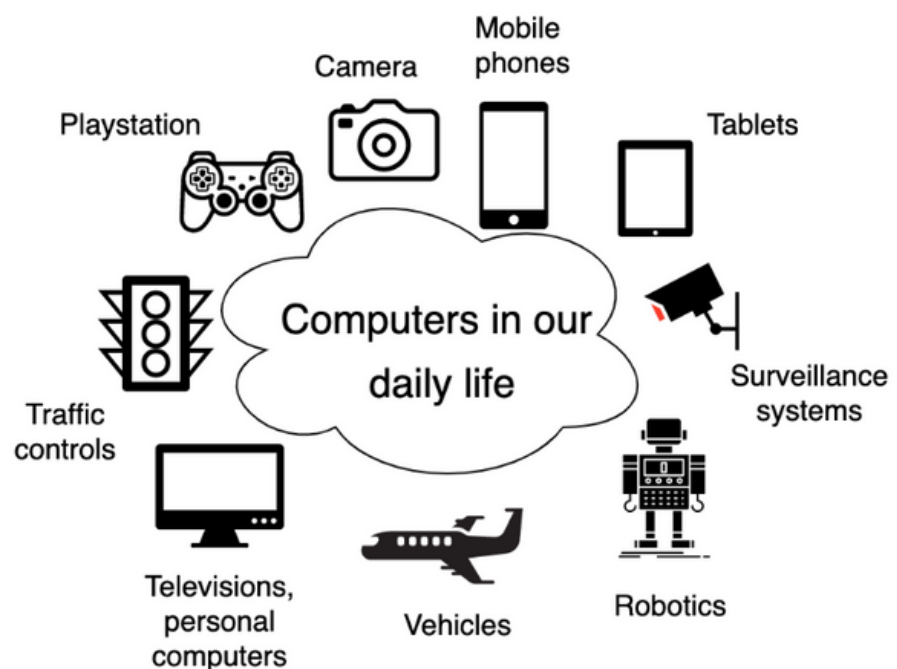 Mobile
phones
Camera
Playstation
Tablets
Computers in our
daily life
Surveillance
systems
Traffic
controls
Televisions,
personal
computers
Vehicles
Robotics